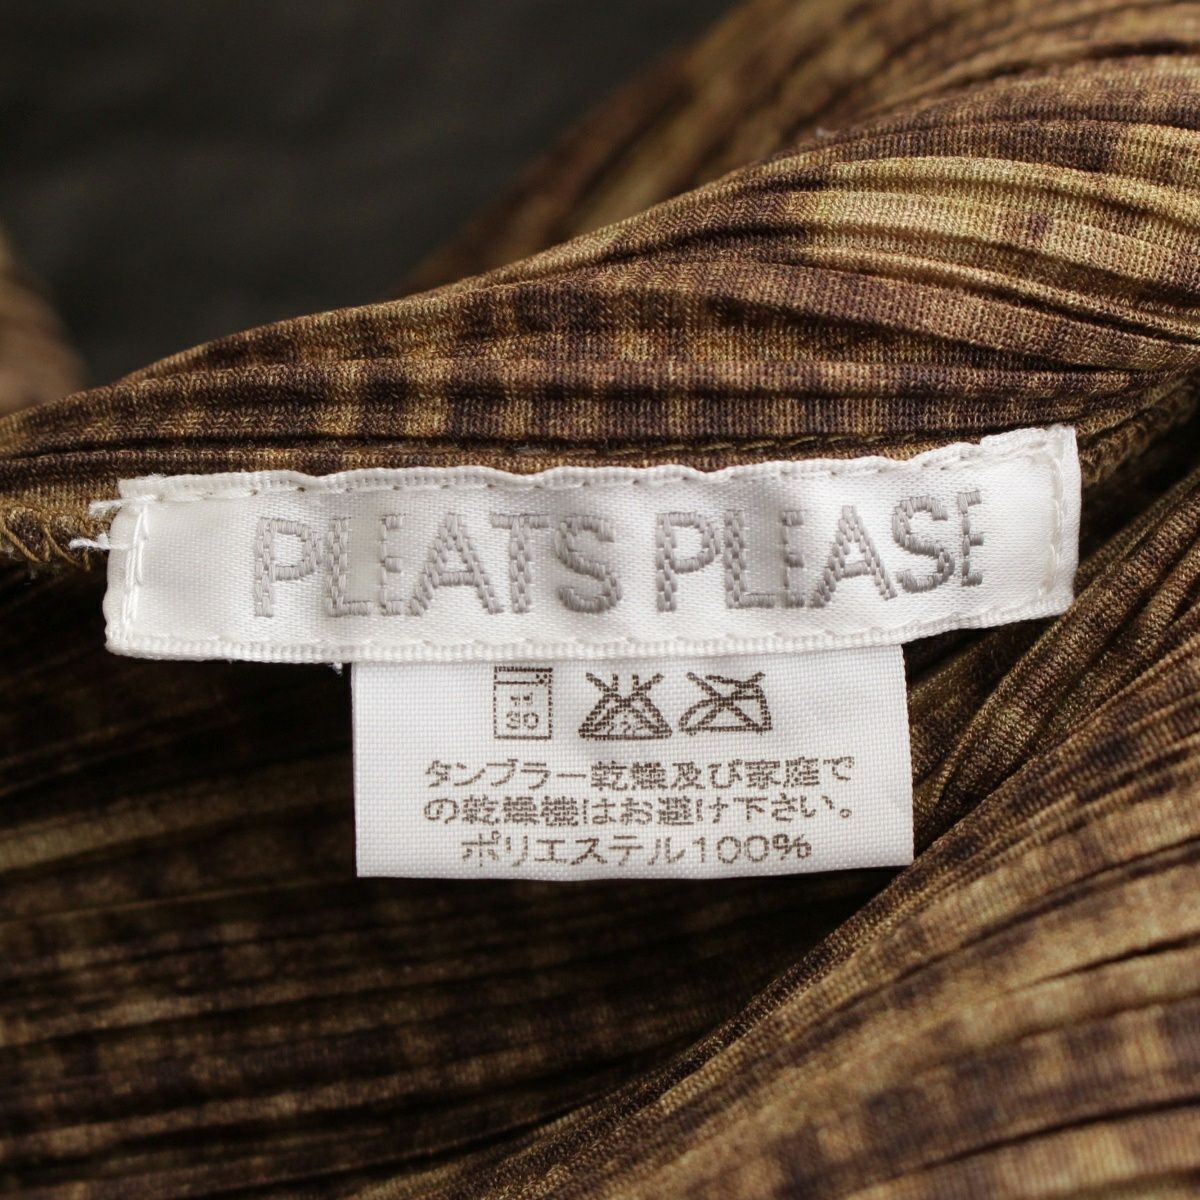 PLEATS PLEASE
30
タンブラー乾燥及び家庭で
の乾燥機はお避け下さい。
ポリエステル100%